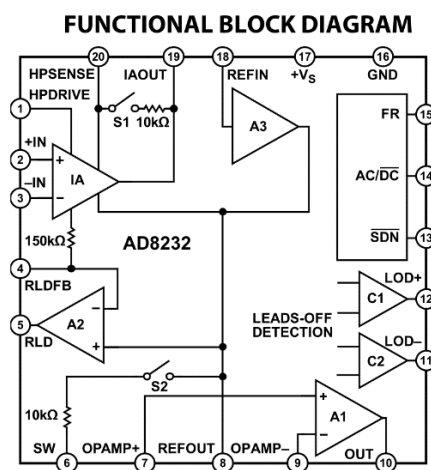 FUNCTIONAL BLOCK DIAGRAM
20 19 18 17 16
HPSENSE IAOUT REFIN +VS GND
HPDRIVE
1
S1 10kΩ
FR 15
+IN
2
+ IA
A3
AC/DC 14
–IN
3
–
150kΩ
AD8232
SDN 13
4
RLDFB
LOD+
C1 12
–
5
RLD
A2
LEADS-OFF
DETECTION
LOD–
C2 11
+
S2
10kΩ
+
A1
–
SW OPAMP+ REFOUT OPAMP– OUT
6 7 8 9 10